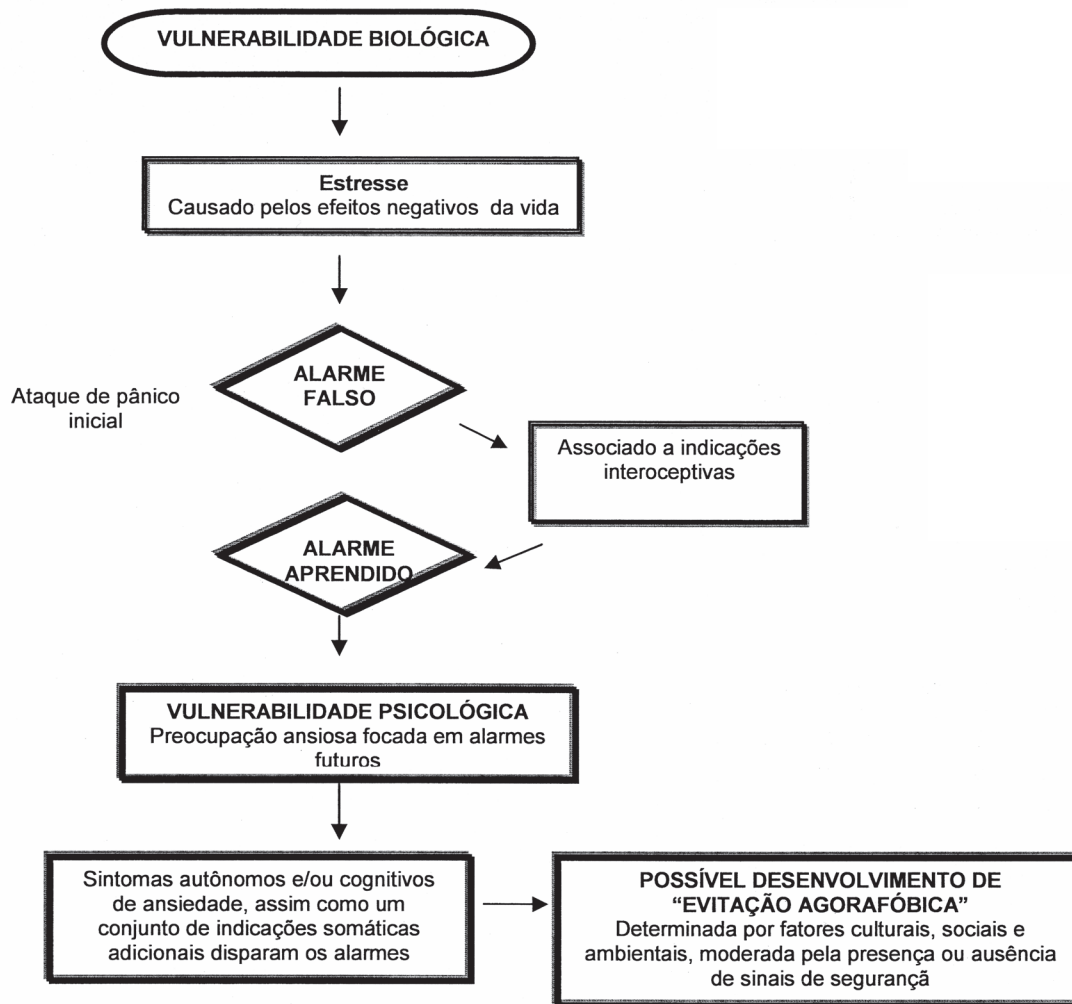 VULNERABILIDADE BIOLÓGICA
Estresse
Causado pelos efeitos negativos da vida
ALARME
FALSO
Ataque de pânico
inicial
Associado a indicações
interoceptivas
ALARME
APRENDIDO
VULNERABILIDADE PSICOLÓGICA
Preocupação ansiosa focada em alarmes
futuros
Sintomas autônomos e/ou cognitivos
de ansiedade, assim como um
conjunto de indicações somáticas
adicionais disparam os alarmes
POSSÍVEL DESENVOLVIMENTO DE
“EVITAÇÃO AGORAFÓBICA”
Determinada por fatores culturais, sociais e
ambientais, moderada pela presença ou ausência
de sinais de segurançã